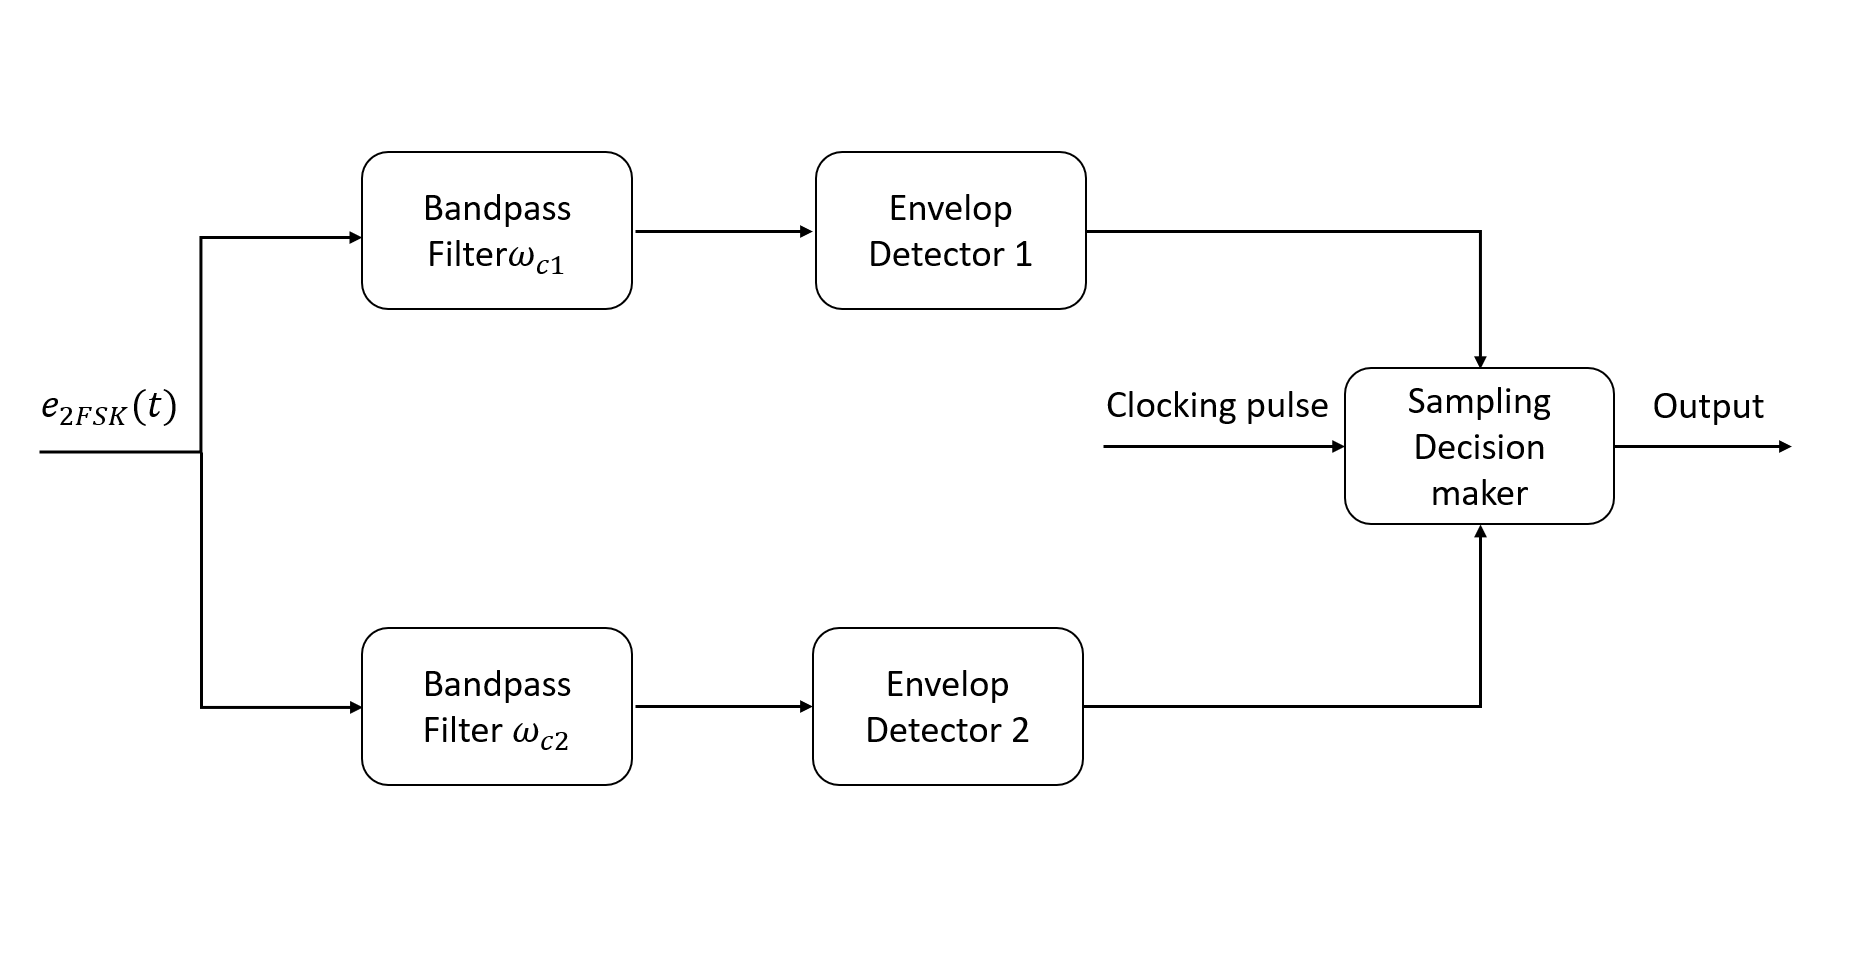 Bandpass
Filter𝜔𝑐1
Envelop
Detector 1
𝑒2𝐹𝑆𝐾(𝑡)
Clocking pulse
Sampling
Decision
maker
Output
Bandpass
Filter 𝜔𝑐2
Envelop
Detector 2